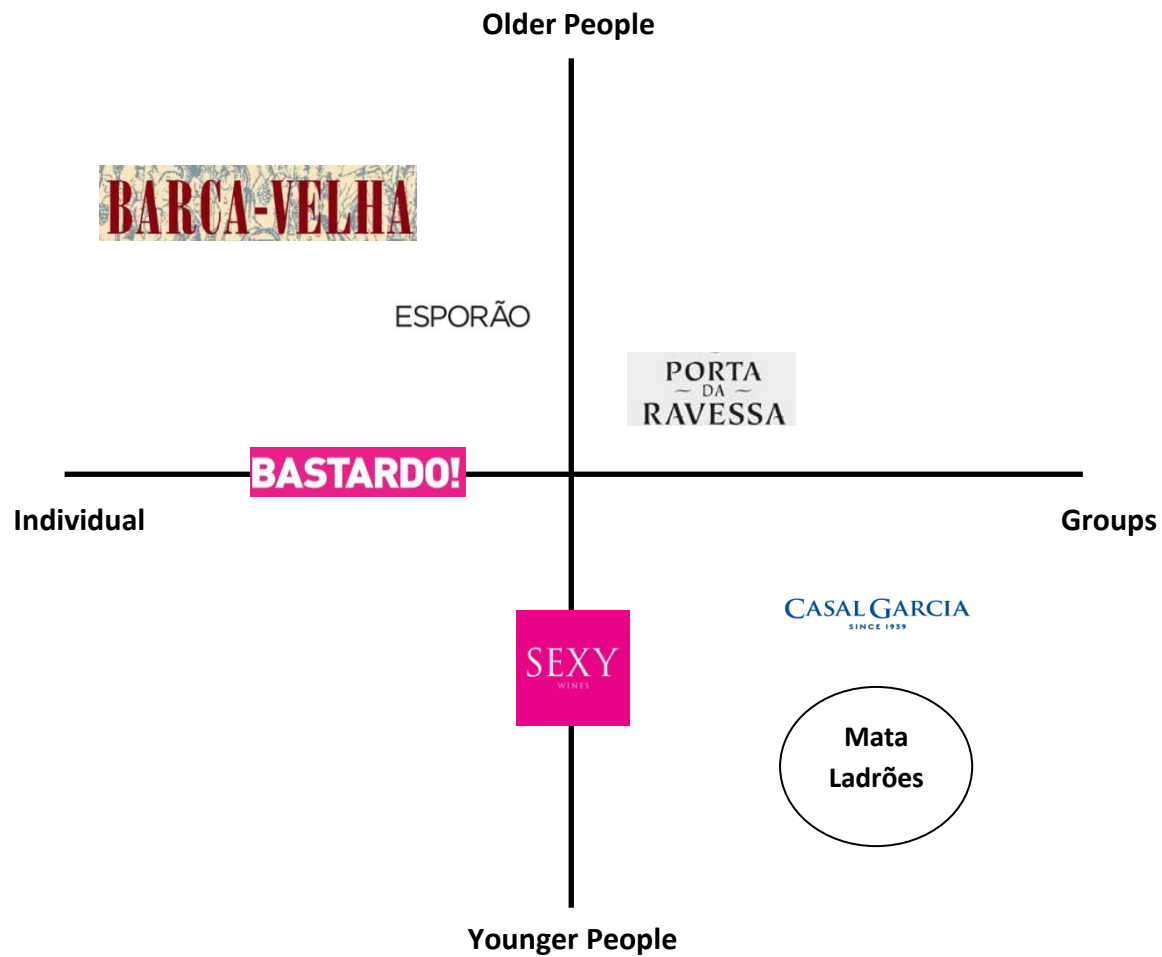 Older People
BARCA-VELHA
ESPORÃO
PORTA
~ DA ~
RAVESSA
BASTARDO!
Individual
Groups
CASAL GARCIA
SINCE 1939
SEXY
WINES
Mata
Ladrões
Younger People